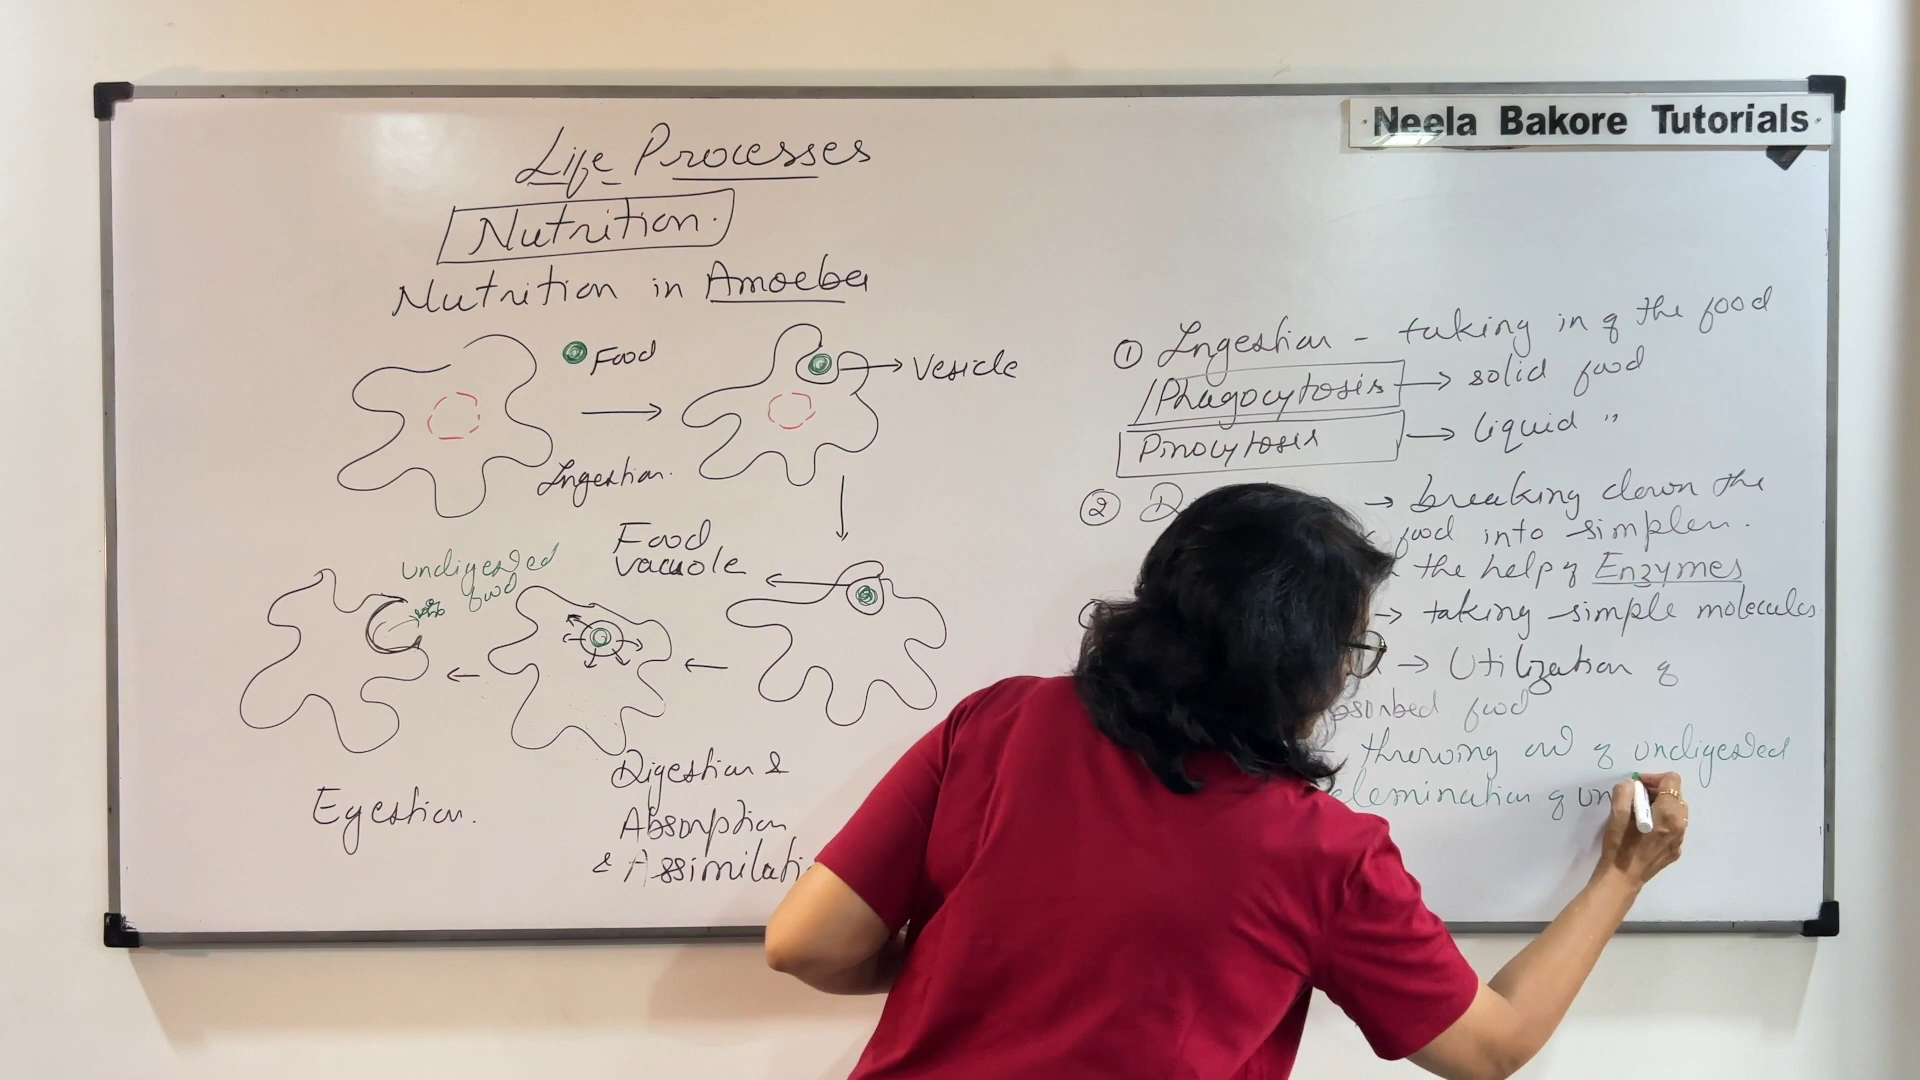 Neela Bakore Tutorials
Life Processes
Nutrition.
Nutrition in Amoeba
Food
Vesicle
Ingestion.
Food
Vacuole
undigested
food
Digestion &
Absorption
& Assimilati
Egestion.
① Ingestion - taking in of the food
Phagocytosis → solid food
Pinocytosis → liquid "
② D → breaking down the
food into simpler.
the help of Enzymes
→ taking simple molecules
→ Utilization of
absorbed food
- throwing out of undigested
elemination of un